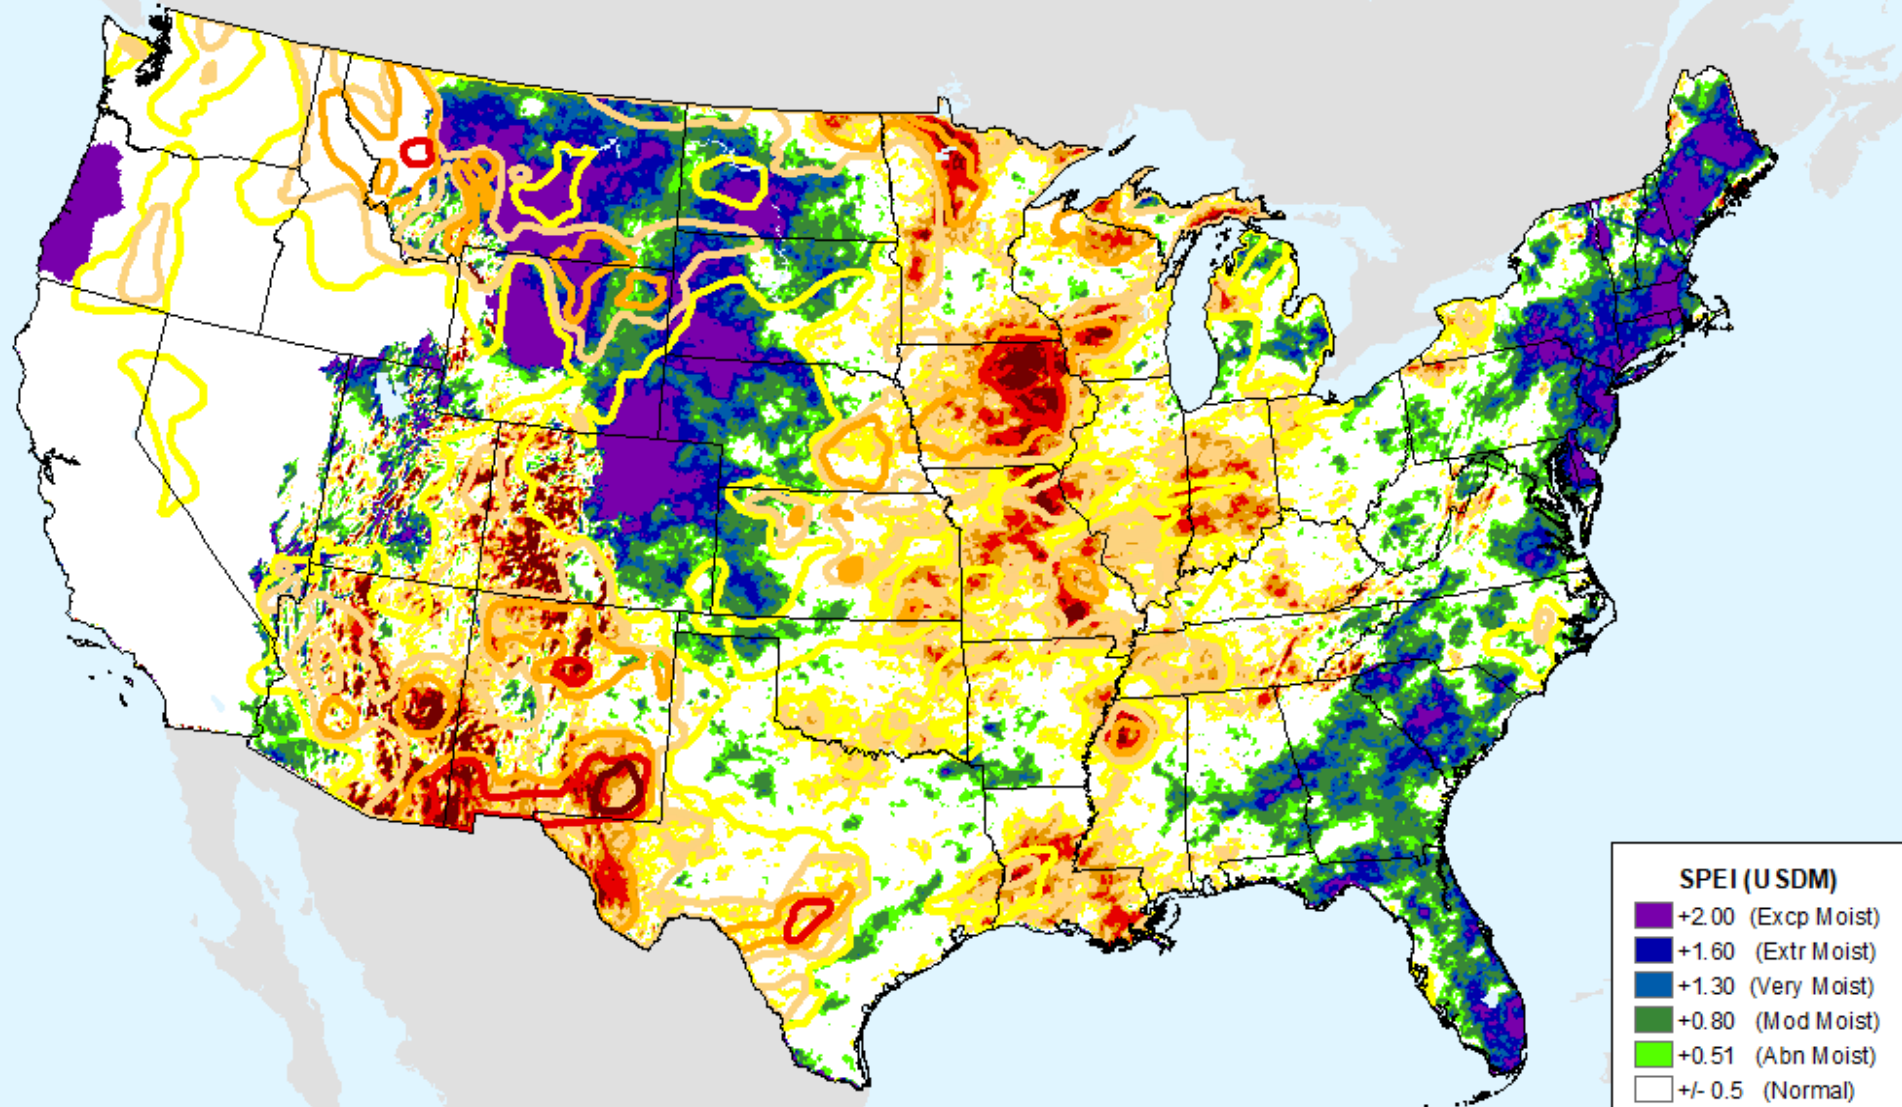 SPEI (USDM)
+2.00 (Excp Moist)
+1.60 (Extr Moist)
+1.30 (Very Moist)
+0.80 (Mod Moist)
+0.51 (Abn Moist)
+/- 0.5 (Normal)